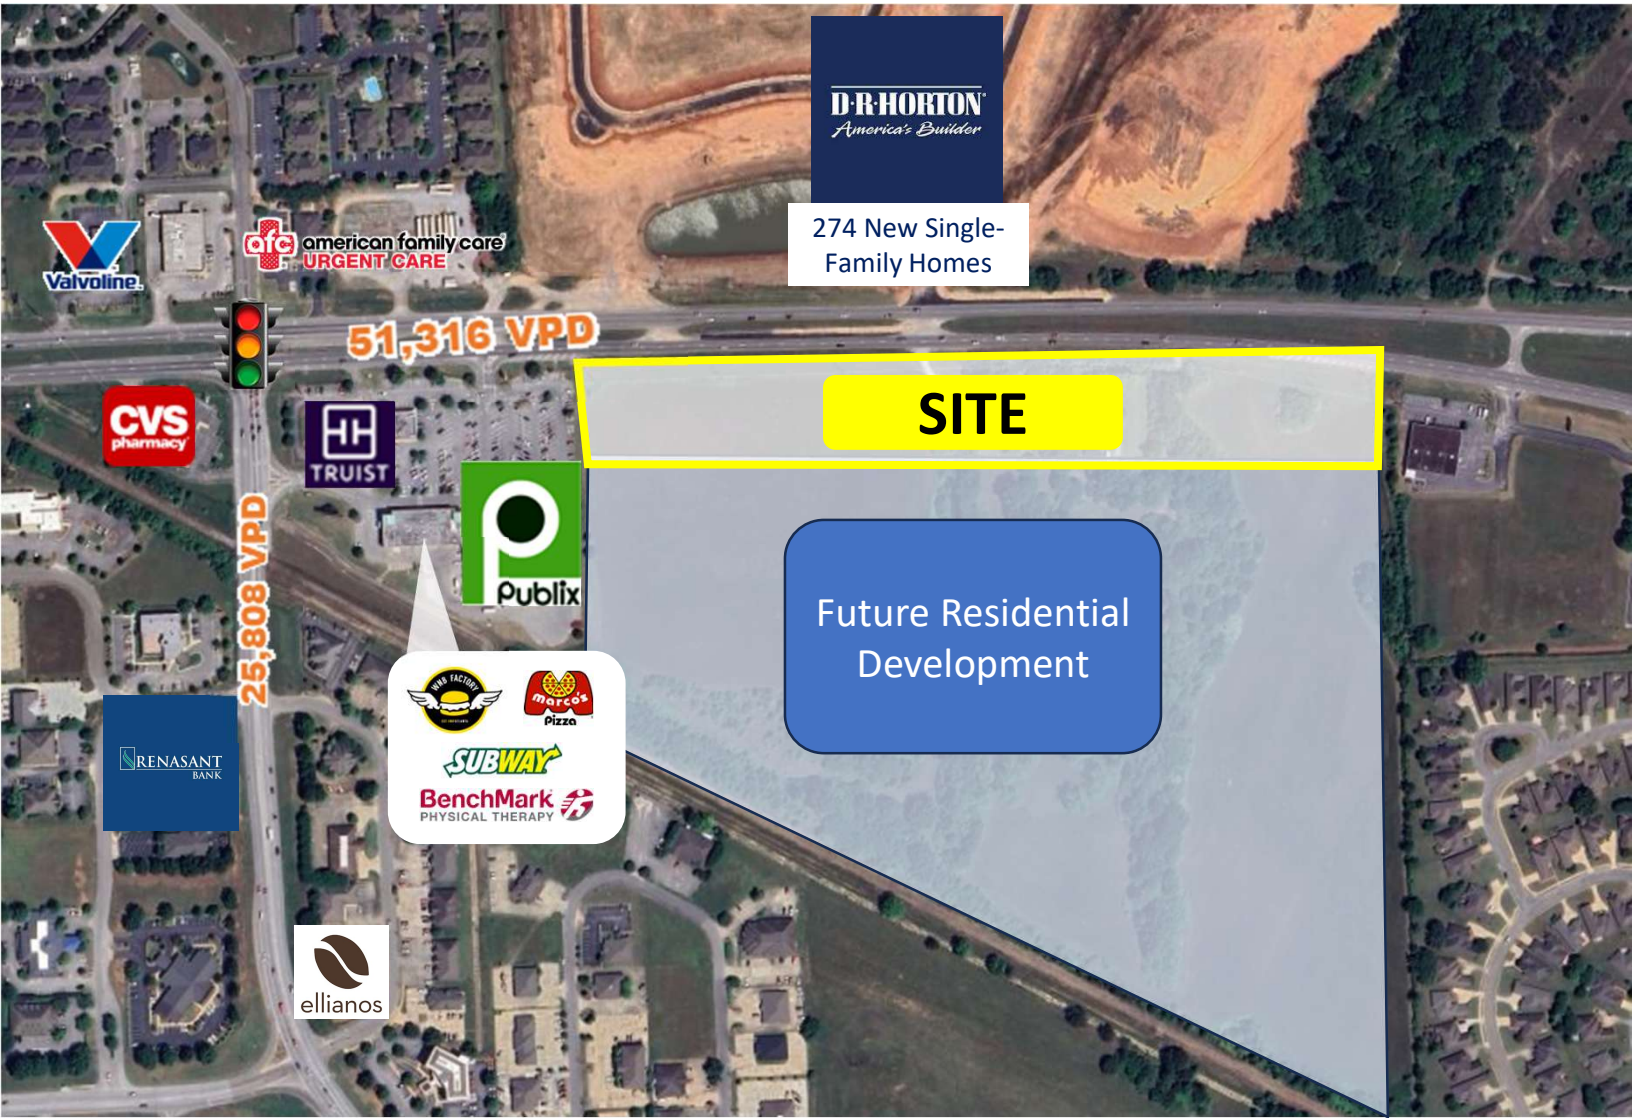 D·R·HORTON®
America's Builder
274 New Single-
Family Homes
Valvoline.
afc american family care®
URGENT CARE
51,316 VPD
CVS
pharmacy
TRUIST
SITE
Publix
25,808 VPD
Future Residential
Development
WNB FACTORY
marco's
Pizza
SUBWAY
BenchMark
PHYSICAL THERAPY
RENASANT
BANK
ellianos